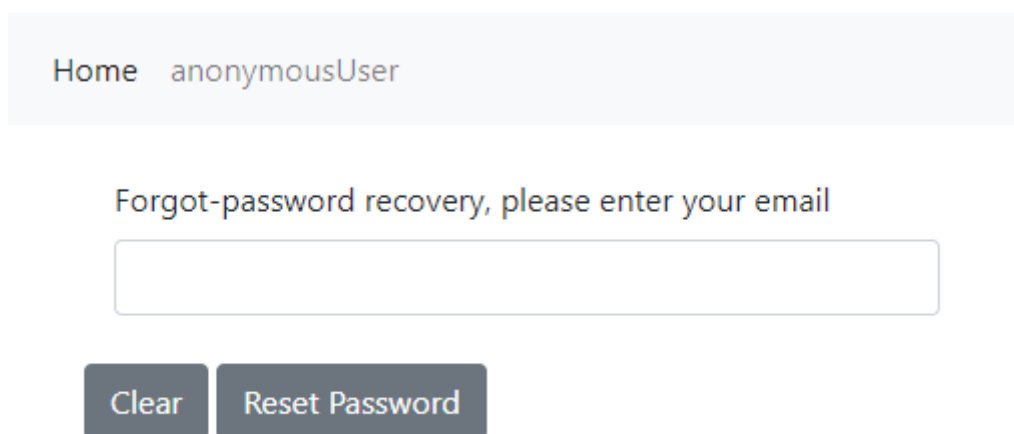 Home anonymousUser
Forgot-password recovery, please enter your email
Clear Reset Password